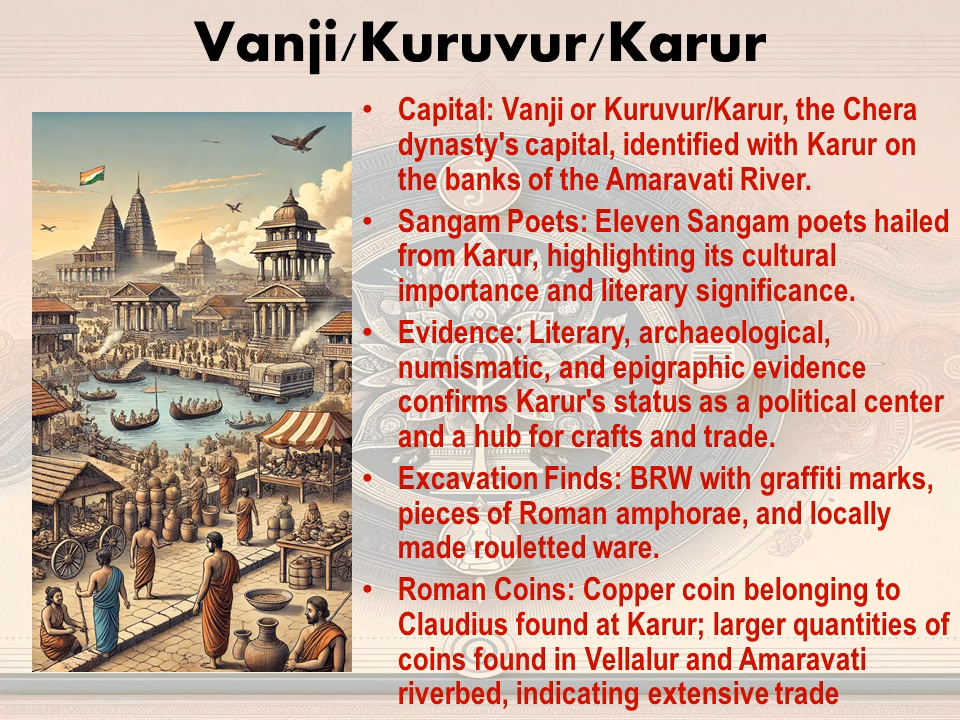 Vanji/Kuruvur/Karur
• Capital: Vanji or Kuruvur/Karur, the Chera
dynasty's capital, identified with Karur on
the banks of the Amaravati River.
• Sangam Poets: Eleven Sangam poets hailed
from Karur, highlighting its cultural
importance and literary significance.
• Evidence: Literary, archaeological,
numismatic, and epigraphic evidence
confirms Karur's status as a political center
and a hub for crafts and trade.
• Excavation Finds: BRW with graffiti marks,
pieces of Roman amphorae, and locally
made rouletted ware.
• Roman Coins: Copper coin belonging to
Claudius found at Karur; larger quantities of
coins found in Vellalur and Amaravati
riverbed, indicating extensive trade